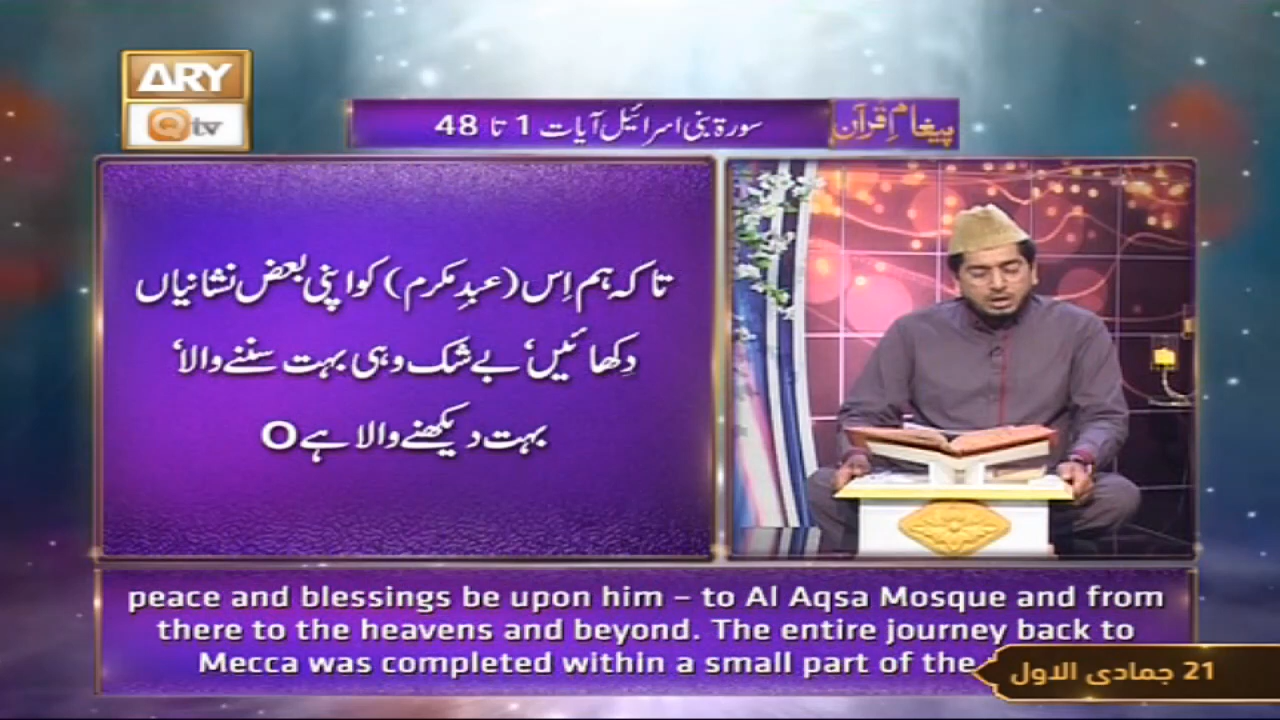 ARY
Qtv
پیغامِ قرآن
سورۃ بنی اسرائیل آیات 1 تا 48
تاکہ ہم اِس (عبدِ مکرم) کو اپنی بعض نشانیاں
دِکھائیں‘ بے شک وہی بہت سننے والا‘
بہت دیکھنے والا ہےO
peace and blessings be upon him – to Al Aqsa Mosque and from
there to the heavens and beyond. The entire journey back to
Mecca was completed within a small part of the
21 جمادی الاول